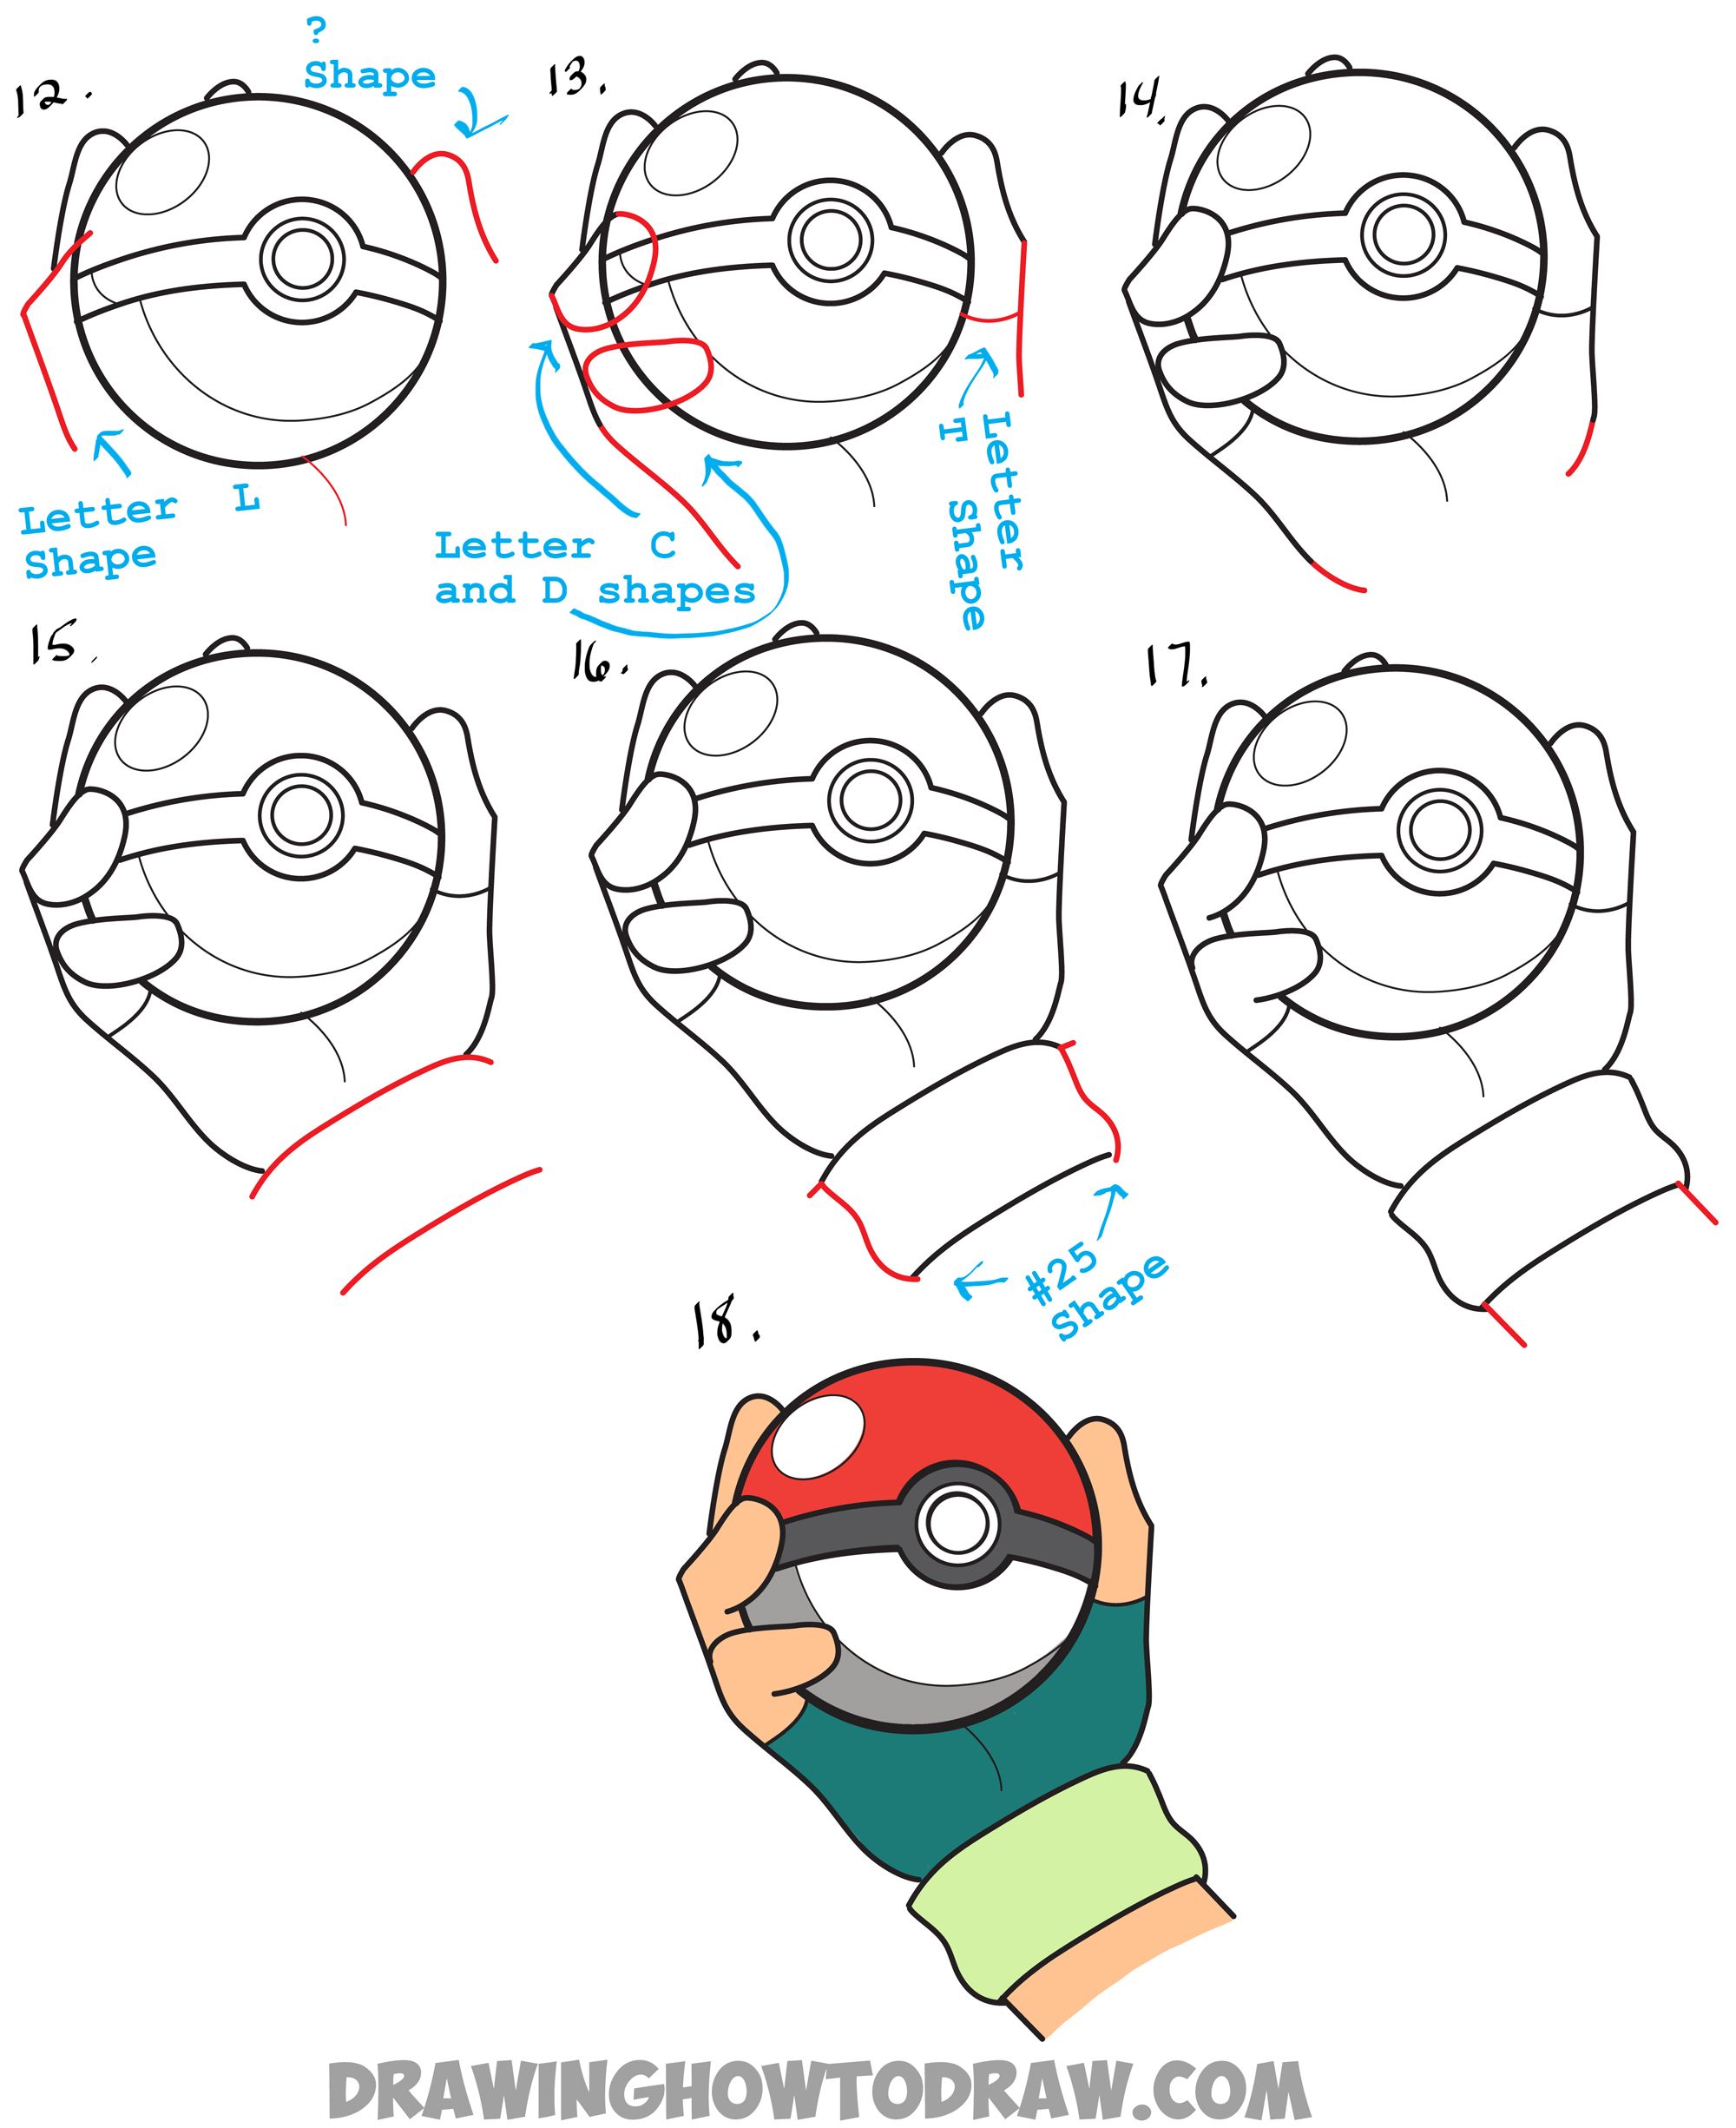 ?
shape
12.
13.
14.
Letter L
shape
Letter C
and D shapes
Letter
I shape
15.
16.
17.
#25
shape
18.
DRAWINGHOWTODRAW.COM